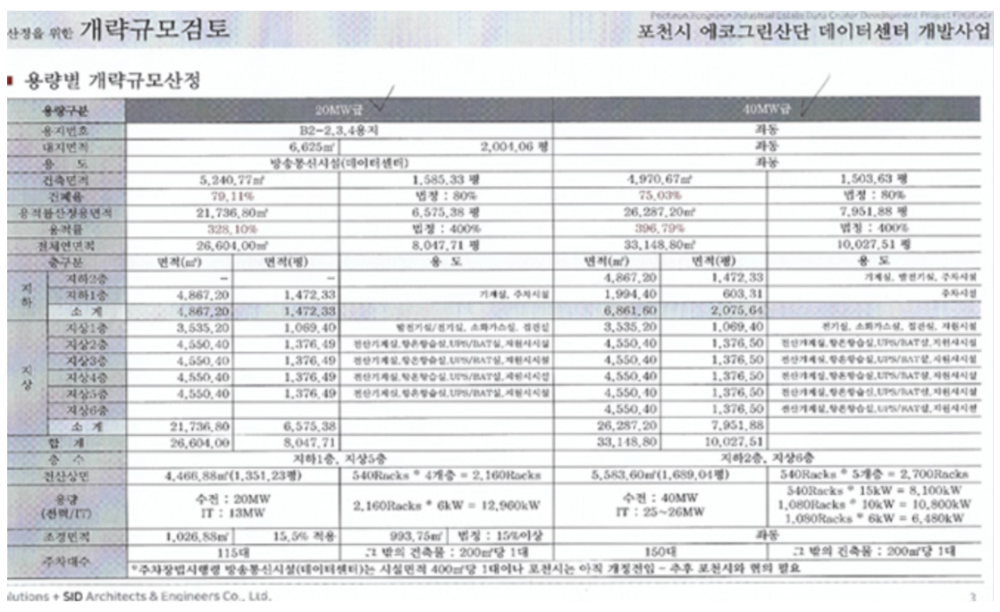 산정을 위한 개략규모검토
포천시 에코그린산단 데이터센터 개발사업
용량별 개략규모산정
용량구분 20MW급 40MW급
용지번호 B2-2,3,4용지 좌동
대지면적 6,625㎡ 2,004.06 평 좌동
용 도 방송통신시설(데이터센터) 좌동
건축면적 5,240.77㎡ 1,585.33 평 4,970.67㎡ 1,503.63 평
건폐율 79.11% 법정 : 80% 75.03% 법정 : 80%
용적률산정용면적 21,736.80㎡ 6,575.38 평 26,287.20㎡ 7,951.88 평
용적률 328.10% 법정 : 400% 396.79% 법정 : 400%
전체연면적 26,604.00㎡ 8,047.71 평 33,148.80㎡ 10,027.51 평
층구분 면적(㎡) 면적(평) 용 도 면적(㎡) 면적(평) 용 도
지하
지하2층 - - 4,867.20 1,472.33 기계실, 발전기실, 주차시설
지하1층 4,867.20 1,472.33 기계실, 주차시설 1,994.40 603.31 주차시설
소 계 4,867.20 1,472.33 6,861.60 2,075.64
지상
지상1층 3,535.20 1,069.40 발전기실/전기실, 소화가스실, 점전실 3,535.20 1,069.40 전기실, 소화가스실, 접관실, 지원시설
지상2층 4,550.40 1,376.49 전산기계실,항온항습실,UPS/BAT실,지원시시설 4,550.40 1,376.50 전산기계실,항온항습실,UPS/BAT실,지원시시설
지상3층 4,550.40 1,376.49 전산기계실,항온항습실,UPS/BAT실,지원시시설 4,550.40 1,376.50 전산기계실,항온항습실,UPS/BAT실,지원시시설
지상4층 4,550.40 1,376.49 전산기계실,항온항습실,UPS/BAT실,지원시시설 4,550.40 1,376.50 전산기계실,항온항습실,UPS/BAT실,지원시시설
지상5층 4,550.40 1,376.49 전산기계실,항온항습실,UPS/BAT실,지원시시설 4,550.40 1,376.50 전산기계실,항온항습실,UPS/BAT실,지원시시설
지상6층 4,550.40 1,376.50 전산기계실,항온항습실,UPS/BAT실,지원시시설
소 계 21,736.80 6,575.38 26,287.20 7,951.88
합 계 26,604.00 8,047.71 33,148.80 10,027.51
층 수 지하1층, 지상5층 지하2층, 지상6층
전산상면 4,466.88㎡(1,351.23평) 540Racks * 4개층 = 2,160Racks 5,583.60㎡(1,689.04평) 540Racks * 5개층 = 2,700Racks
용량
(전력/IT)
수전 : 20MW
IT : 13MW
2,160Racks * 6kW = 12,960kW
수전 : 40MW
IT : 25~26MW
540Racks * 15kW = 8,100kW
1,080Racks * 10kW = 10,800kW
1,080Racks * 6kW = 6,480kW
조경면적 1,026.88㎡ 15.5% 적용 993.75㎡ 법정 : 15%이상 좌동
주차대수 115대 그 밖의 건축물 : 200㎡당 1대 150대 그 밖의 건축물 : 200㎡당 1대
*주차장법시행령 방송통신시설(데이터센터)는 시설면적 400㎡당 1대이나 포천시는 아직 개정전임 - 추후 포천시와 협의 필요
lutions + SID Architects & Engineers Co., Ltd.
3